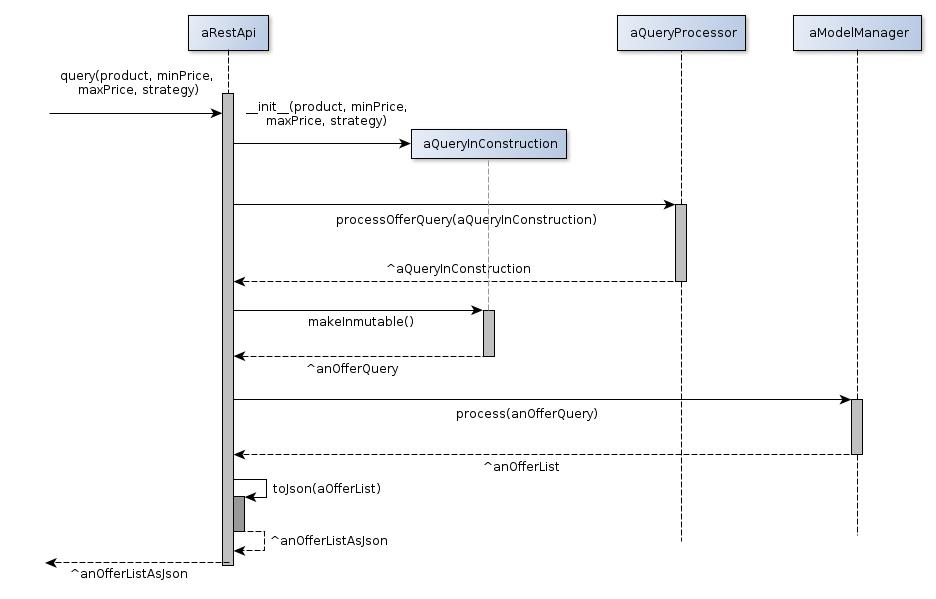 aRestApi
aQueryProcessor
aModelManager
query(product, minPrice,
maxPrice, strategy)
__init__(product, minPrice,
maxPrice, strategy)
aQueryInConstruction
processOfferQuery(aQueryInConstruction)
^aQueryInConstruction
makeInmutable()
^anOfferQuery
process(anOfferQuery)
^anOfferList
toJson(aOfferList)
^anOfferListAsJson
^anOfferListAsJson